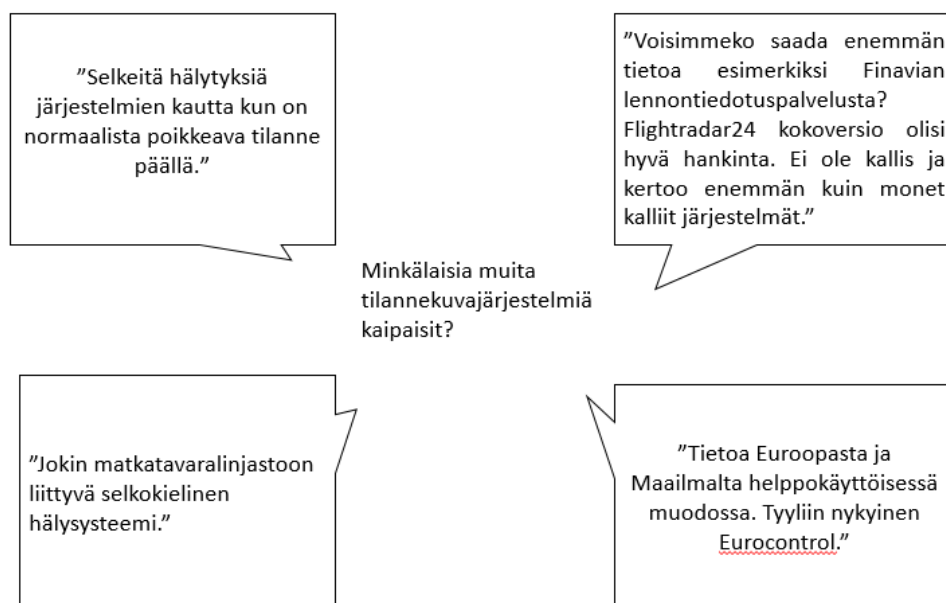 ”Selkeitä hälytyksiä
järjestelmien kautta kun on
normaalista poikkeava tilanne
päällä.”
”Voisimmeko saada enemmän
tietoa esimerkiksi Finavian
lennontiedotuspalvelusta?
Flightradar24 kokoversio olisi
hyvä hankinta. Ei ole kallis ja
kertoo enemmän kuin monet
kalliit järjestelmät.”
Minkälaisia muita
tilannekuvajärjestelmiä
kaipaisit?
”Jokin matkatavaralinjastoon
liittyvä selkokielinen
hälysysteemi.”
”Tietoa Euroopasta ja
Maailmalta helppokäyttöisessä
muodossa. Tyyliin nykyinen
Eurocontrol.”